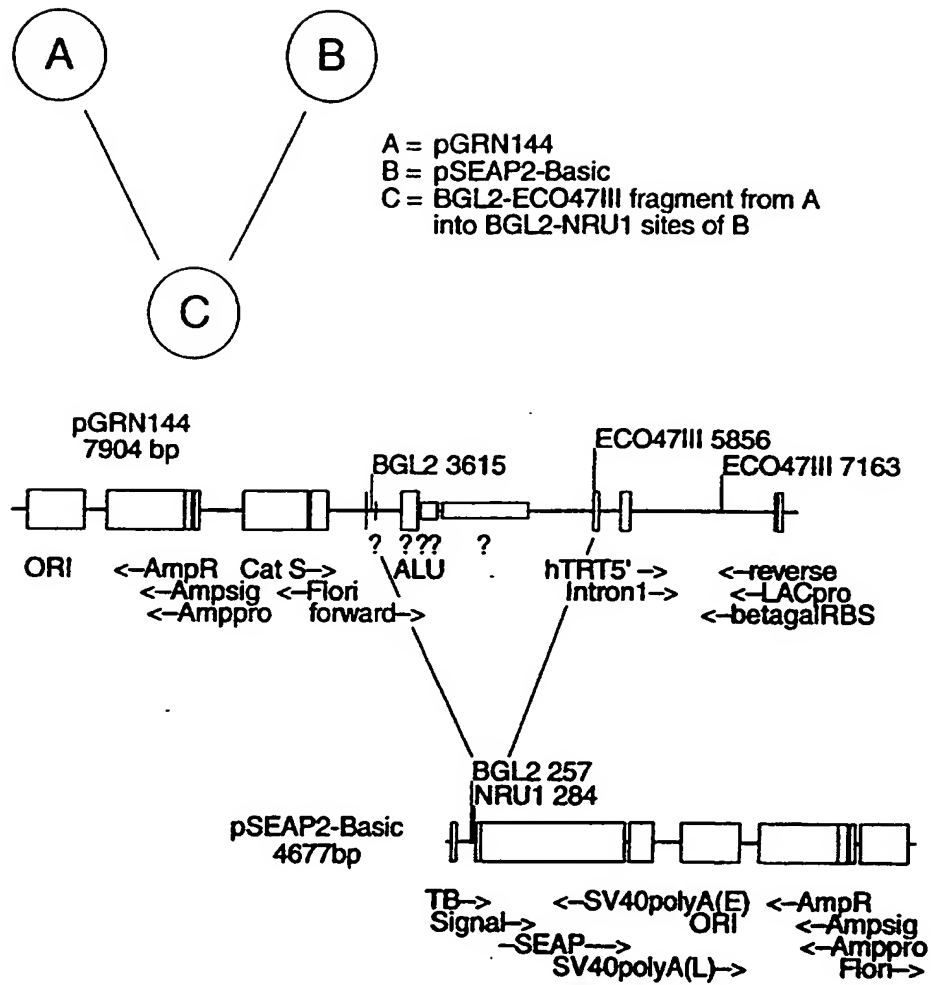 A
B
A = pGRN144
B = pSEAP2-Basic
C = BGL2-ECO47III fragment from A
into BGL2-NRU1 sites of B
C
pGRN144
7904 bp
ECO47III 5856
BGL2 3615
ECO47III 7163
? ? ?? ?
ORI <-AmpR Cat S-> ALU hTRT5' -> <-reverse
<-Ampsig <-Flori Intron1-> <-LACpro
<-Amppro forward-> <-betagalRBS
BGL2 257
NRU1 284
pSEAP2-Basic
4677bp
TB-> <-SV40polyA(E) <-AmpR
Signal-> ORI <-Ampsig
-SEAP-> <-Amppro
SV40polyA(L)-> Flori->